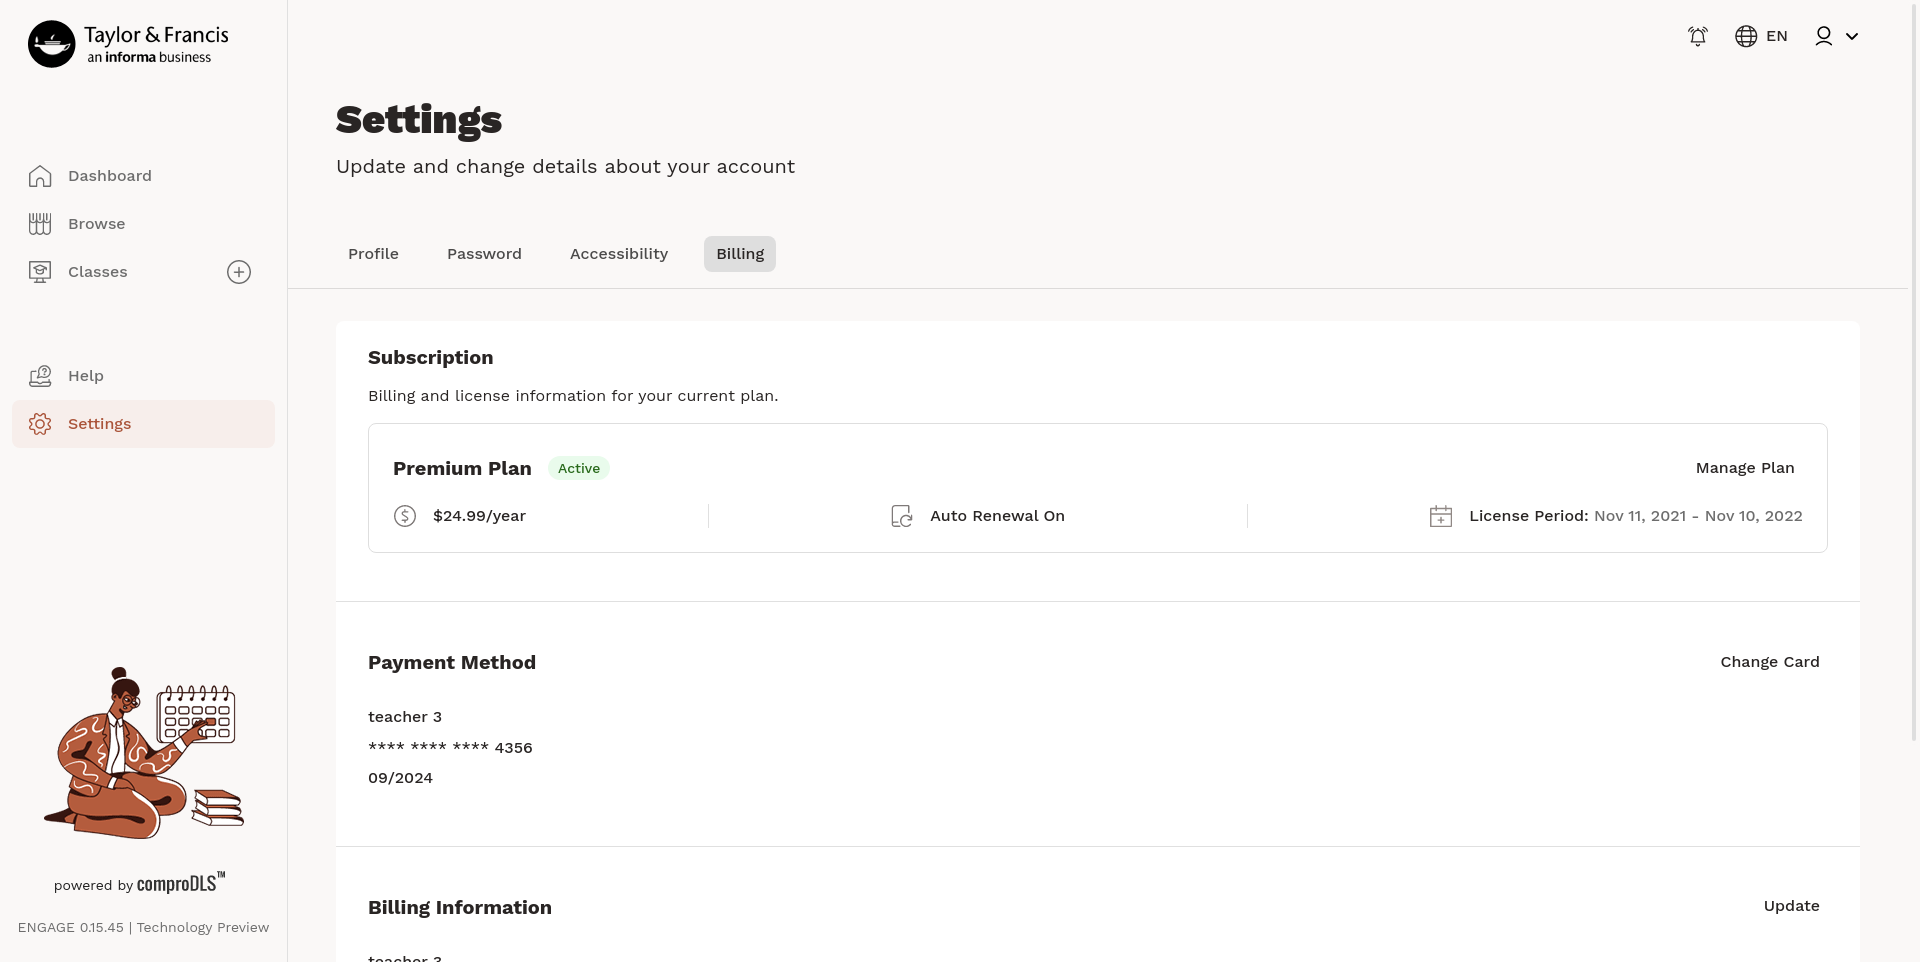 Taylor & Francis
an informa business
EN
Dashboard
Browse
Classes
Help
Settings
powered by comproDLS™
ENGAGE 0.15.45 | Technology Preview
Settings
Update and change details about your account
Profile
Password
Accessibility
Billing
Subscription
Billing and license information for your current plan.
Premium Plan
Active
Manage Plan
$24.99/year
Auto Renewal On
License Period: Nov 11, 2021 - Nov 10, 2022
Payment Method
Change Card
teacher 3
**** **** **** 4356
09/2024
Billing Information
Update
teacher 3